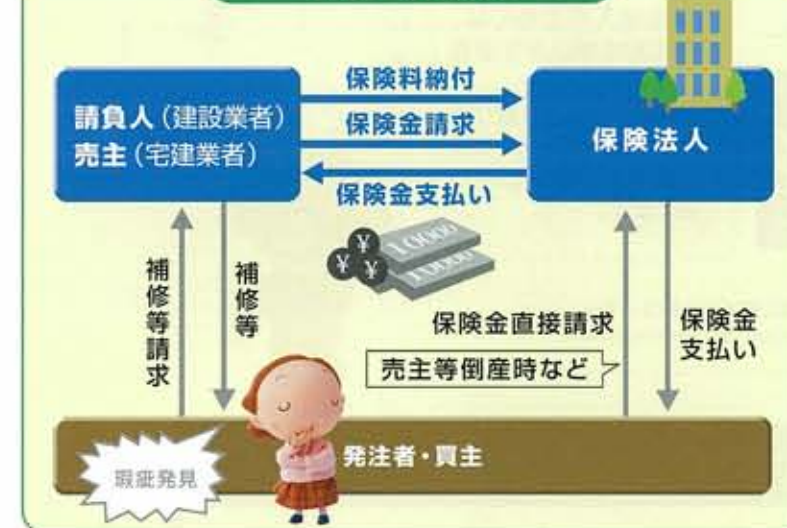 保険料納付
請負人（建設業者）
売主（宅建業者）
保険金請求
保険法人
保険金支払い
¥
¥
¥
10000
10000
補修等請求
補修等
保険金直接請求
売主等倒産時など
保険金
支払い
発注者・買主
瑕疵発見